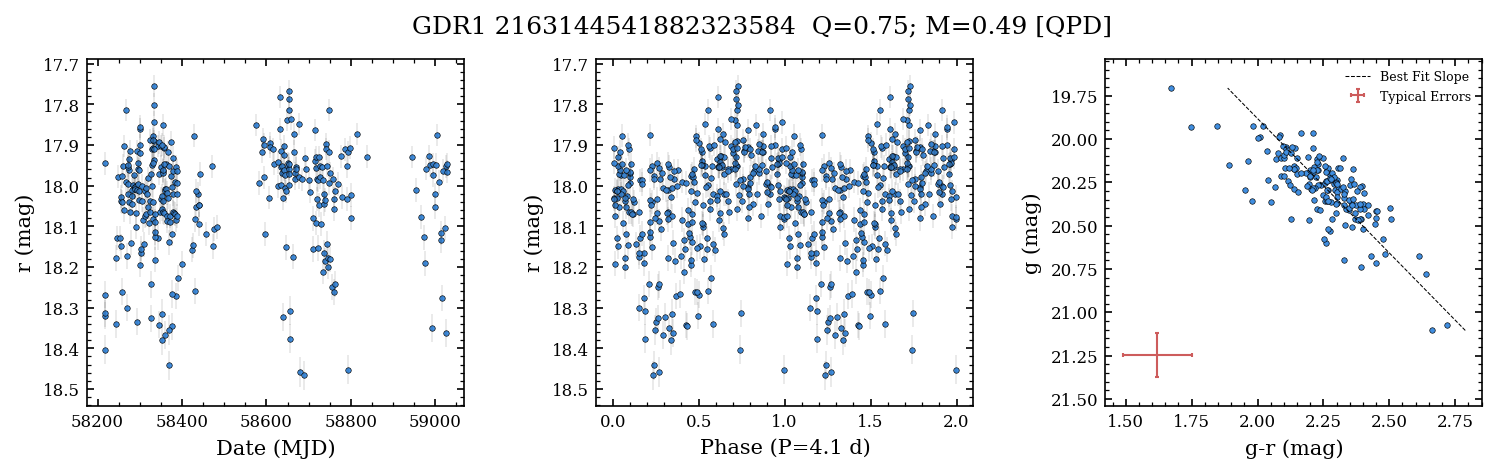 GDR1 2163144541882323584  Q=0.75; M=0.49 [QPD]
17.7
17.8
17.9
18.0
18.1
18.2
18.3
18.4
18.5
r (mag)
58200 58400 58600 58800 59000
Date (MJD)
17.7
17.8
17.9
18.0
18.1
18.2
18.3
18.4
18.5
r (mag)
0.0 0.5 1.0 1.5 2.0
Phase (P=4.1 d)
Best Fit Slope
Typical Errors
19.75
20.00
20.25
20.50
20.75
21.00
21.25
21.50
g (mag)
1.50 1.75 2.00 2.25 2.50 2.75
g-r (mag)